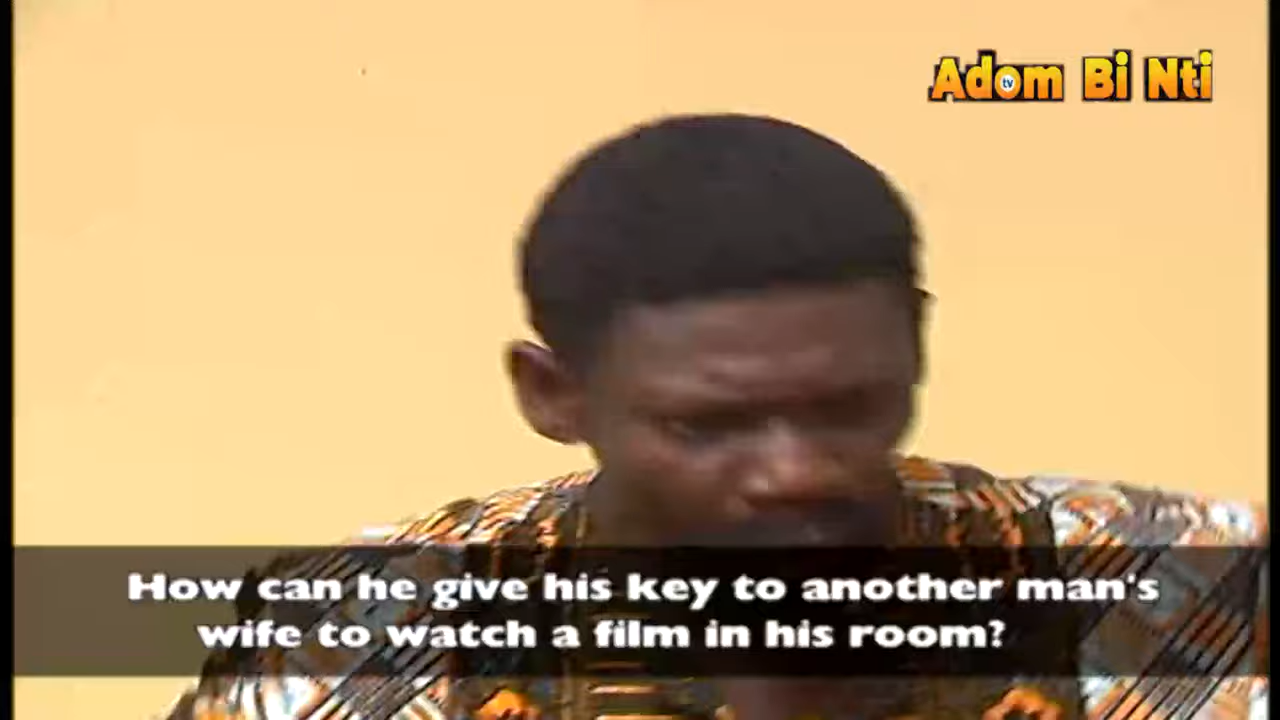 Adom Bi Nti
tv
How can he give his key to another man's
wife to watch a film in his room?